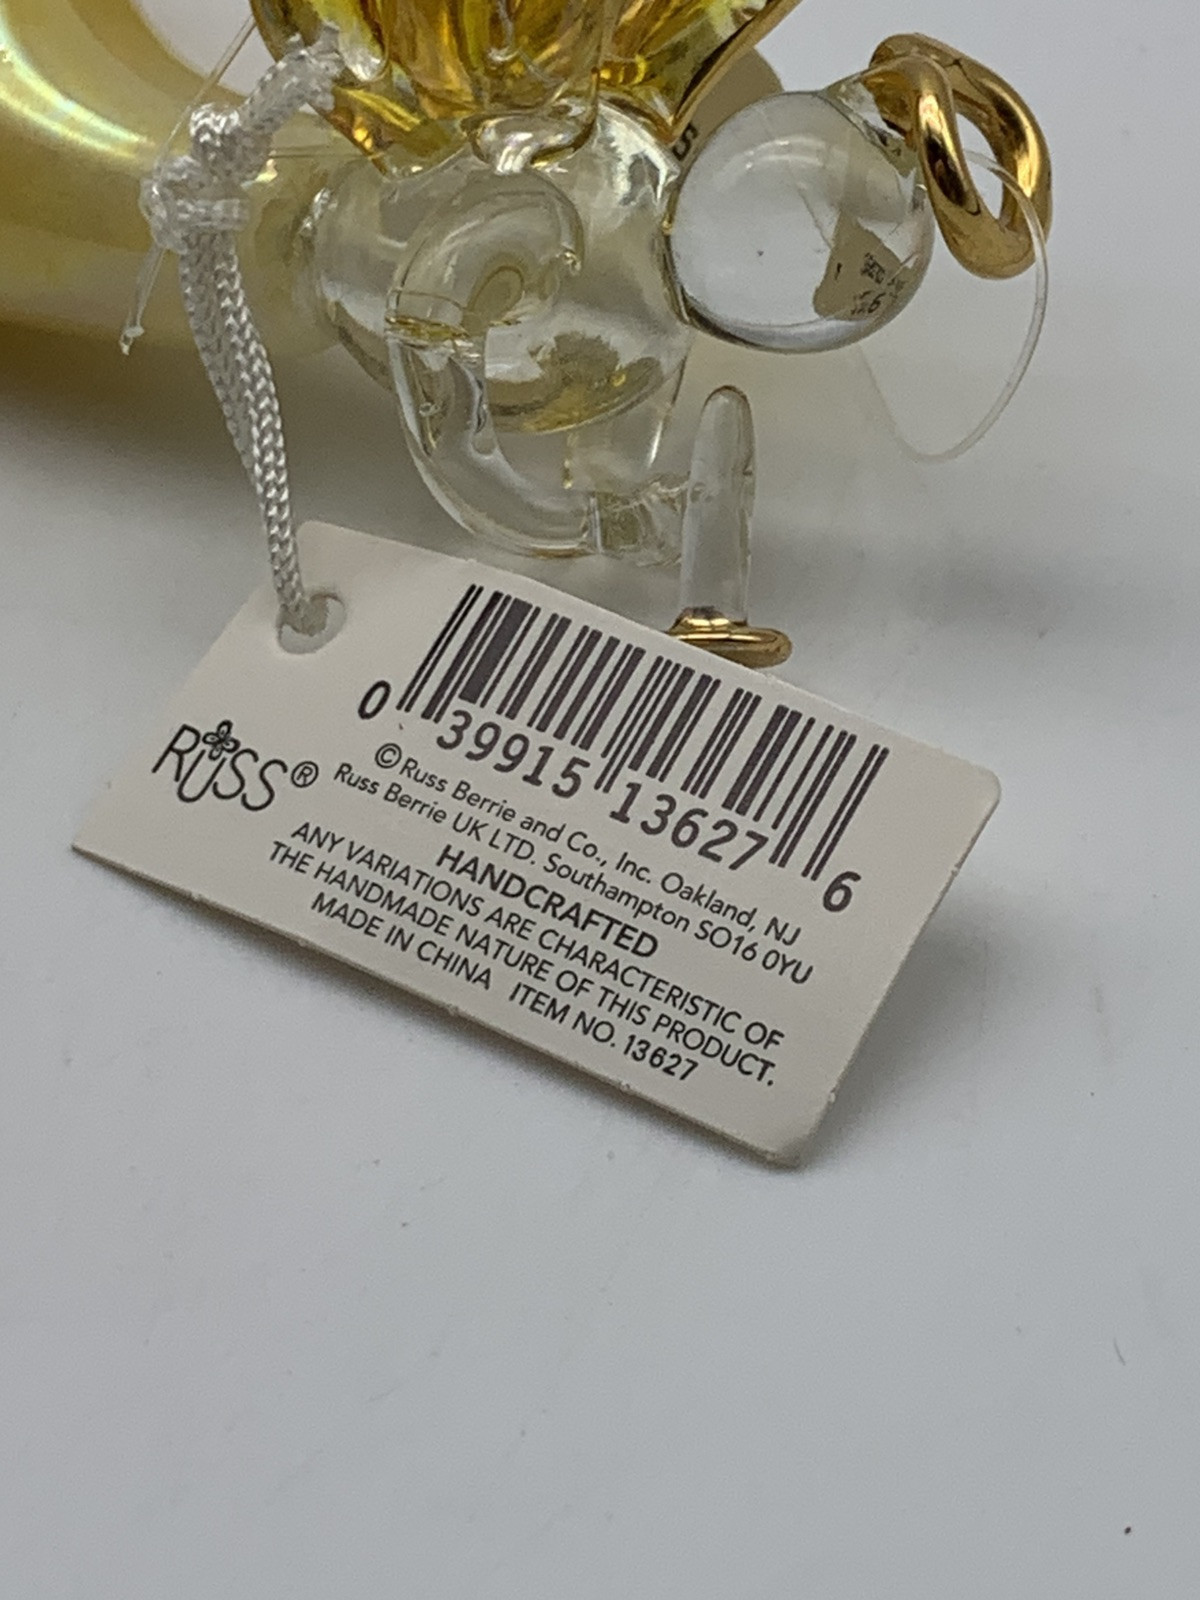 0 39915 13627 6
RUSS®
©Russ Berrie and Co., Inc. Oakland, NJ
Russ Berrie UK LTD. Southampton SO16 0YU
HANDCRAFTED
ANY VARIATIONS ARE CHARACTERISTIC OF
THE HANDMADE NATURE OF THIS PRODUCT.
MADE IN CHINA ITEM NO. 13627